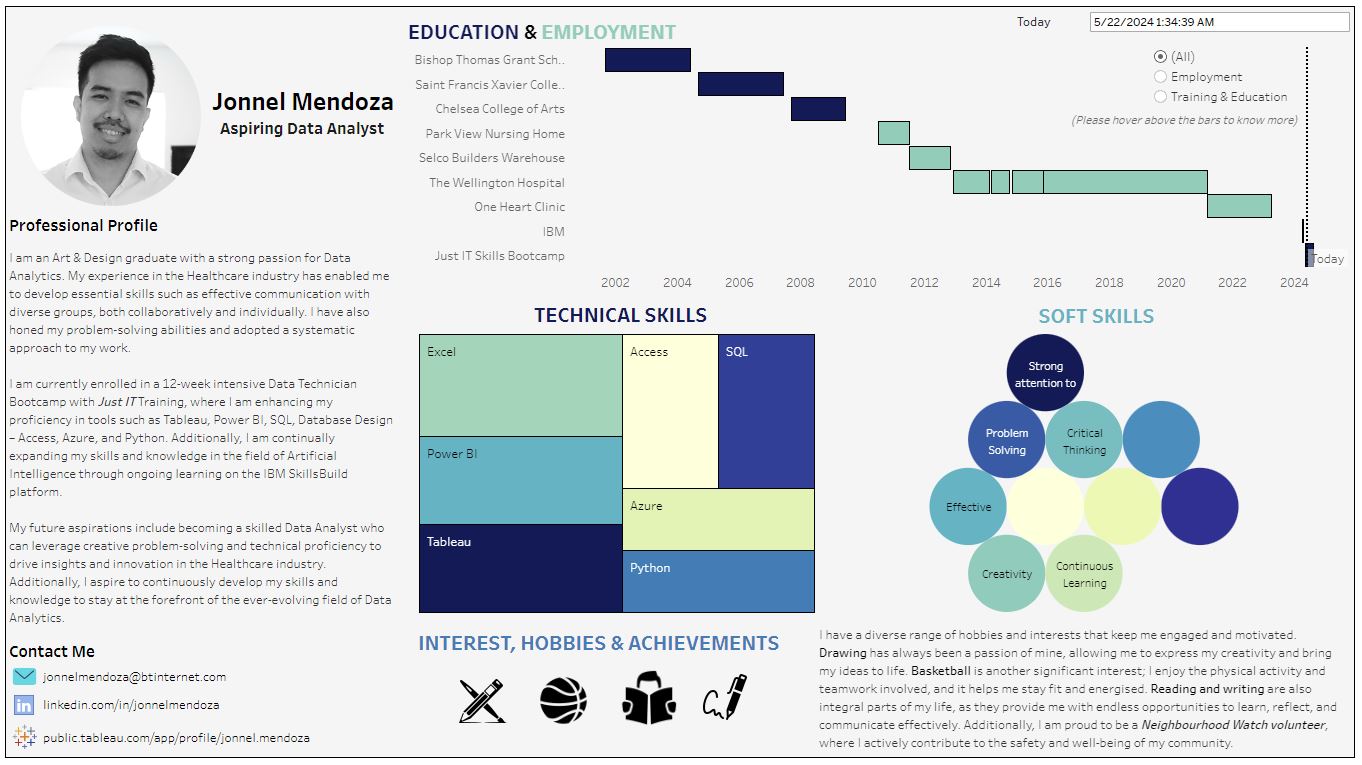 Jonnel Mendoza
Aspiring Data Analyst
Professional Profile
I am an Art & Design graduate with a strong passion for Data
Analytics. My experience in the Healthcare industry has enabled me
to develop essential skills such as effective communication with
diverse groups, both collaboratively and individually. I have also
honed my problem-solving abilities and adopted a systematic
approach to my work.
I am currently enrolled in a 12-week intensive Data Technician
Bootcamp with Just IT Training, where I am enhancing my
proficiency in tools such as Tableau, Power BI, SQL, Database Design
– Access, Azure, and Python. Additionally, I am continually
expanding my skills and knowledge in the field of Artificial
Intelligence through ongoing learning on the IBM SkillsBuild
platform.
My future aspirations include becoming a skilled Data Analyst who
can leverage creative problem-solving and technical proficiency to
drive insights and innovation in the Healthcare industry.
Additionally, I aspire to continuously develop my skills and
knowledge to stay at the forefront of the ever-evolving field of Data
Analytics.
Contact Me
jonnelmendoza@btinternet.com
linkedin.com/in/jonnelmendoza
public.tableau.com/app/profile/jonnel.mendoza
EDUCATION & EMPLOYMENT
Today
5/22/2024 1:34:39 AM
(All)
Employment
Training & Education
(Please hover above the bars to know more)
Bishop Thomas Grant Sch..
Saint Francis Xavier Colle..
Chelsea College of Arts
Park View Nursing Home
Selco Builders Warehouse
The Wellington Hospital
One Heart Clinic
IBM
Just IT Skills Bootcamp
Today
2002 2004 2006 2008 2010 2012 2014 2016 2018 2020 2022 2024
TECHNICAL SKILLS
Excel
Access
SQL
Power BI
Azure
Tableau
Python
SOFT SKILLS
Strong
attention to
Problem
Solving
Critical
Thinking
Effective
Creativity
Continuous
Learning
INTEREST, HOBBIES & ACHIEVEMENTS
I have a diverse range of hobbies and interests that keep me engaged and motivated.
Drawing has always been a passion of mine, allowing me to express my creativity and bring
my ideas to life. Basketball is another significant interest; I enjoy the physical activity and
teamwork involved, and it helps me stay fit and energised. Reading and writing are also
integral parts of my life, as they provide me with endless opportunities to learn, reflect, and
communicate effectively. Additionally, I am proud to be a Neighbourhood Watch volunteer,
where I actively contribute to the safety and well-being of my community.